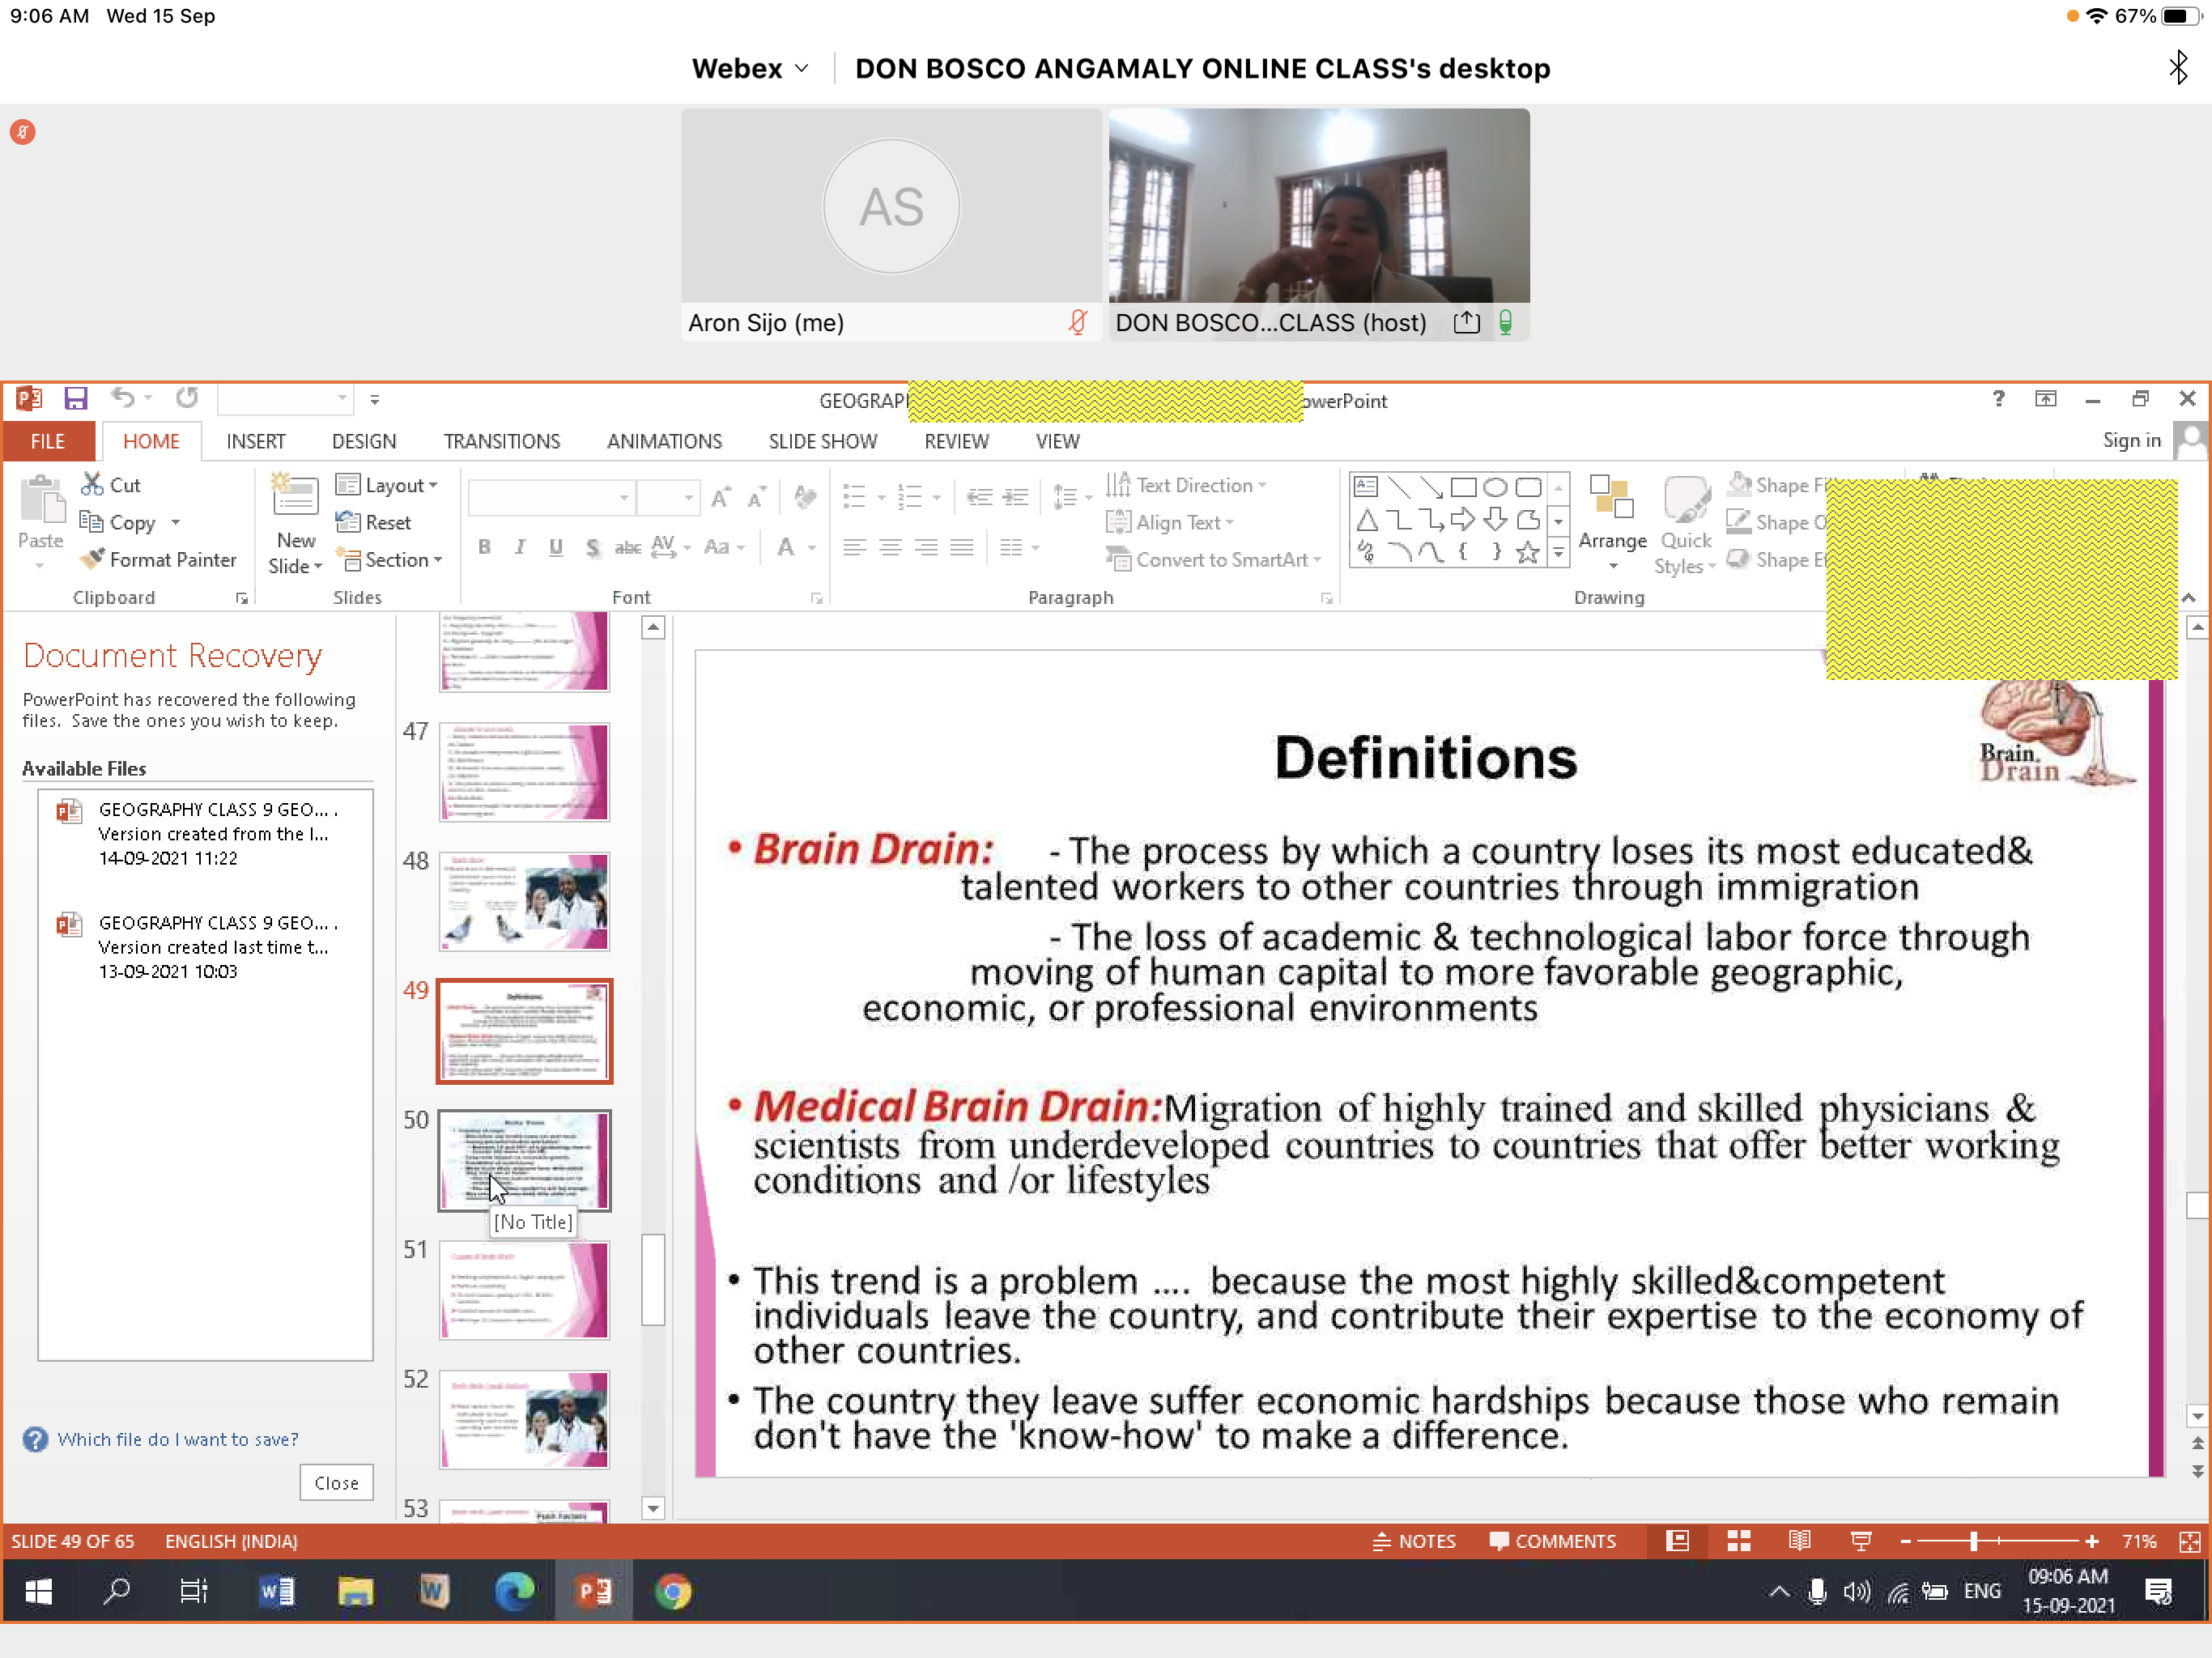 9:06 AM Wed 15 Sep
67%
Webex
DON BOSCO ANGAMALY ONLINE CLASS's desktop
AS
Aron Sijo (me)
DON BOSCO...CLASS (host)
GEOGRAPH
owerPoint
?
FILE
HOME
INSERT
DESIGN
TRANSITIONS
ANIMATIONS
SLIDE SHOW
REVIEW
VIEW
Sign in
Paste
Cut
Copy
Format Painter
Clipboard
New
Slide
Layout
Reset
Section
Slides
B I U S abc AV Aa A
Font
Text Direction
Align Text
Convert to SmartArt
Paragraph
Arrange
Quick
Styles
Shape Fi
Shape O
Shape Ef
Drawing
Document Recovery
PowerPoint has recovered the following
files. Save the ones you wish to keep.
Available Files
GEOGRAPHY CLASS 9 GEO... .
Version created from the l...
14-09-2021 11:22
GEOGRAPHY CLASS 9 GEO... .
Version created last time t...
13-09-2021 10:03
Which file do I want to save?
Close
47
48
49
Definitions
50
[No Title]
51
52
53
Push Factors
Brain
Drain
Definitions
• Brain Drain: - The process by which a country loses its most educated&
talented workers to other countries through immigration
- The loss of academic & technological labor force through
moving of human capital to more favorable geographic,
economic, or professional environments
• Medical Brain Drain:Migration of highly trained and skilled physicians &
scientists from underdeveloped countries to countries that offer better working
conditions and /or lifestyles
• This trend is a problem .... because the most highly skilled&competent
individuals leave the country, and contribute their expertise to the economy of
other countries.
• The country they leave suffer economic hardships because those who remain
don't have the 'know-how' to make a difference.
SLIDE 49 OF 65
ENGLISH (INDIA)
NOTES
COMMENTS
71%
ENG
09:06 AM
15-09-2021